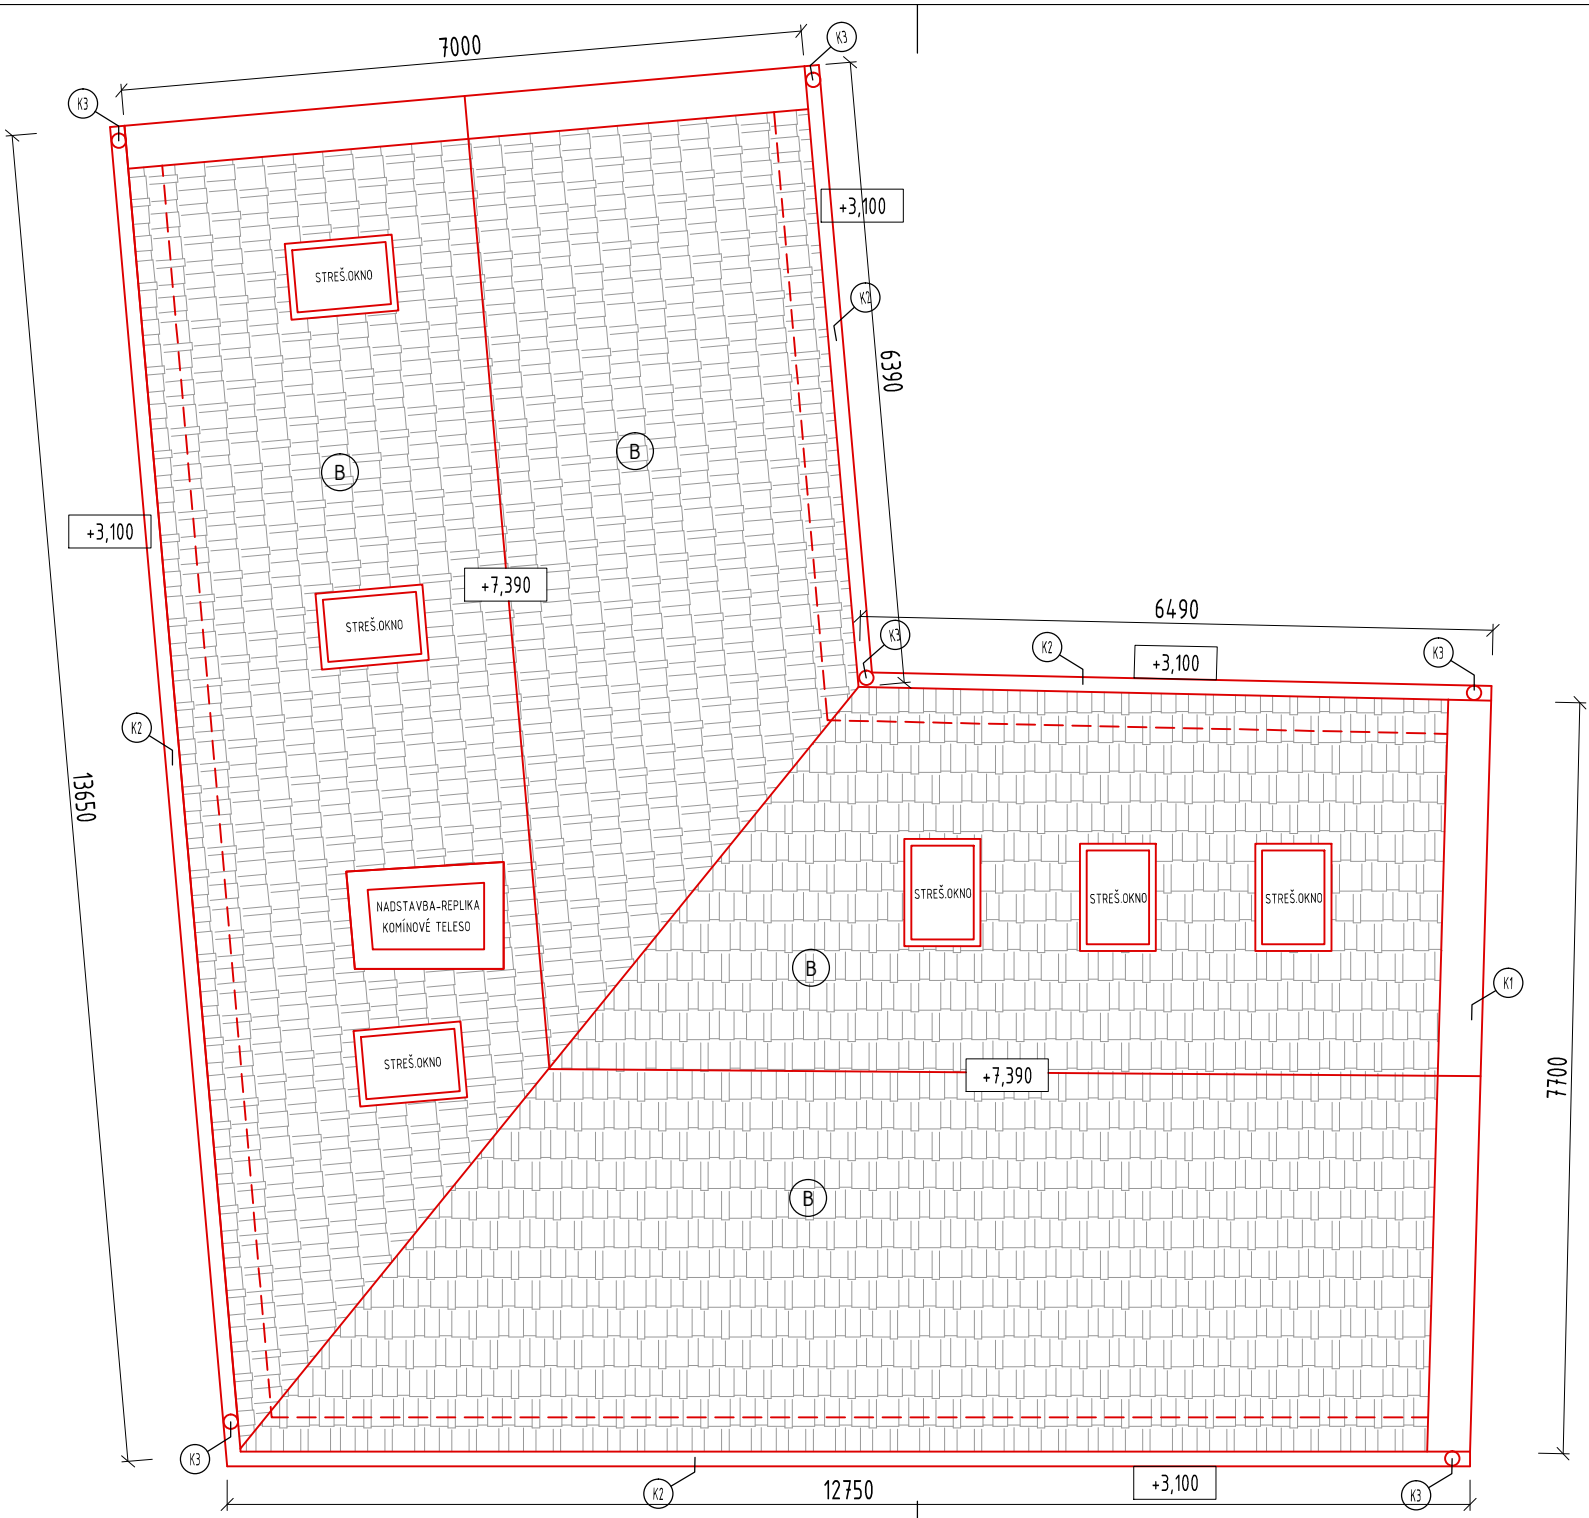 7000
K3
K3
+3,100
STREŠ.OKNO
K2
6390
B
B
+3,100
+7,390
6490
STREŠ.OKNO
K3
K2
+3,100
K3
K2
13650
STREŠ.OKNO
STREŠ.OKNO
STREŠ.OKNO
NADSTAVBA-REPLIKA
KOMÍNOVÉ TELESO
B
K1
STREŠ.OKNO
+7,390
7700
B
K3
K2
12750
+3,100
K3